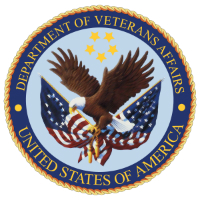 DEPARTMENT OF VETERANS AFFAIRS
UNITED STATES OF AMERICA